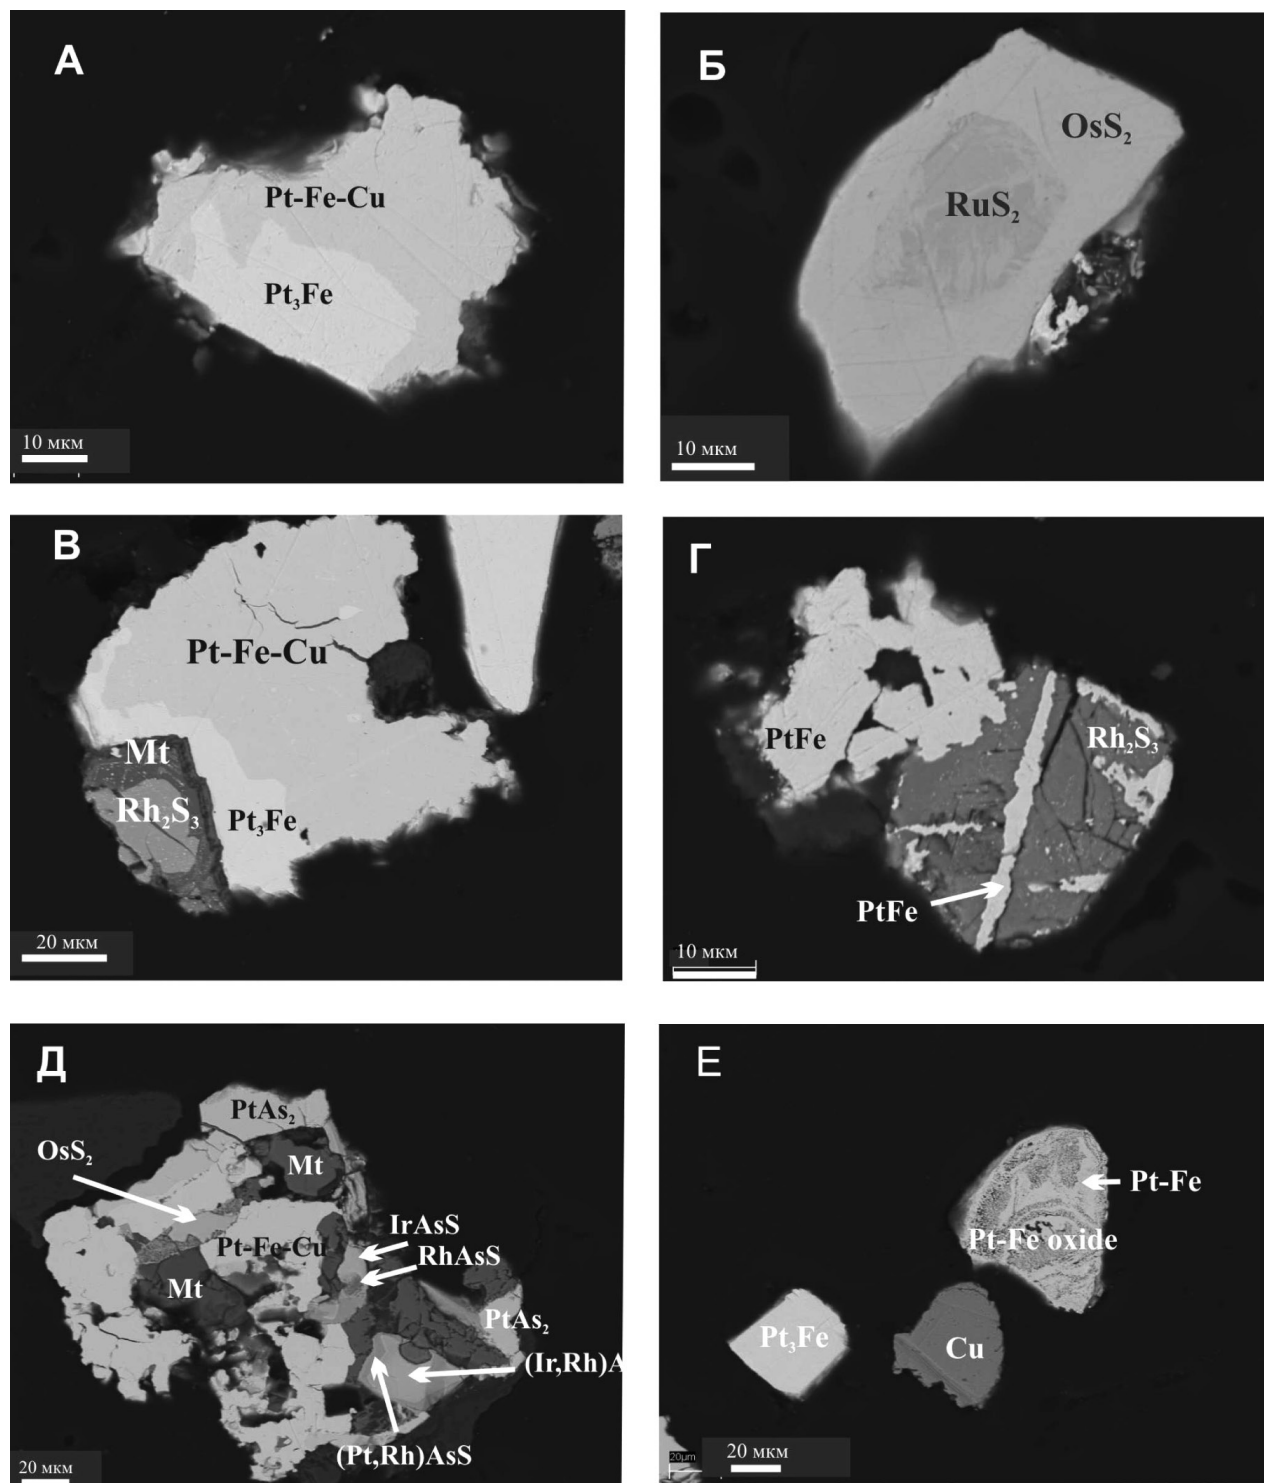 А
Pt-Fe-Cu
Pt₃Fe
10 мкм
Б
OsS₂
RuS₂
10 мкм
В
Pt-Fe-Cu
Mt
Rh₂S₃
Pt₃Fe
20 мкм
Г
PtFe
Rh₂S₃
PtFe
10 мкм
Д
PtAs₂
OsS₂
Mt
IrAsS
Pt-Fe-Cu
RhAsS
Mt
PtAs₂
(Ir,Rh)A
(Pt,Rh)AsS
20 мкм
Е
Pt-Fe
Pt-Fe oxide
Pt₃Fe
Cu
20μm
20 мкм